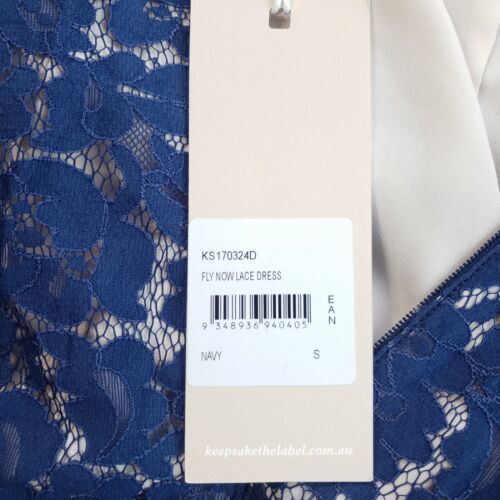 KS170324D
FLY NOW LACE DRESS
EAN
9 348936 940405
NAVY S
keepsakethelabel.com.au